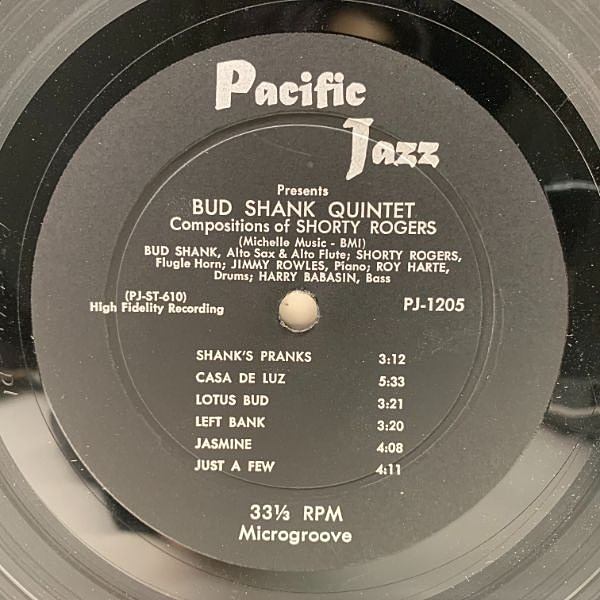 Pacific
Jazz
Presents
BUD SHANK QUINTET
Compositions of SHORTY ROGERS
(Michelle Music - BMI)
BUD SHANK, Alto Sax & Alto Flute; SHORTY ROGERS,
Flugle Horn; JIMMY ROWLES, Piano; ROY HARTE,
Drums; HARRY BABASIN, Bass
(PJ-ST-610)
High Fidelity Recording
PJ-1205
SHANK'S PRANKS 3:12
CASA DE LUZ 5:33
LOTUS BUD 3:21
LEFT BANK 3:20
JASMINE 4:08
JUST A FEW 4:11
33⅓ RPM
Microgroove